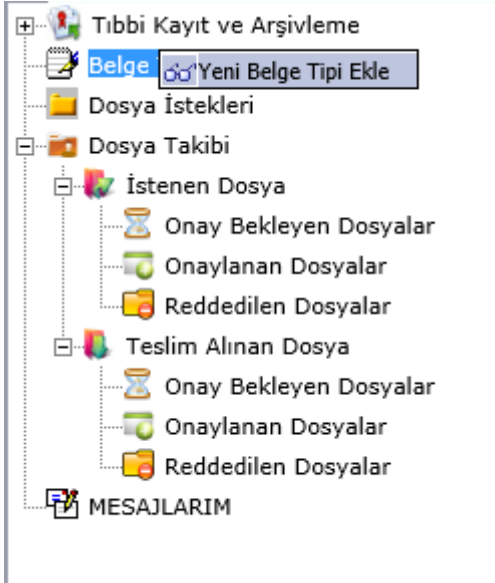 Tıbbi Kayıt ve Arşivleme
Belge
Yeni Belge Tipi Ekle
Dosya İstekleri
Dosya Takibi
İstenen Dosya
Onay Bekleyen Dosyalar
Onaylanan Dosyalar
Reddedilen Dosyalar
Teslim Alınan Dosya
Onay Bekleyen Dosyalar
Onaylanan Dosyalar
Reddedilen Dosyalar
MESAJLARIM